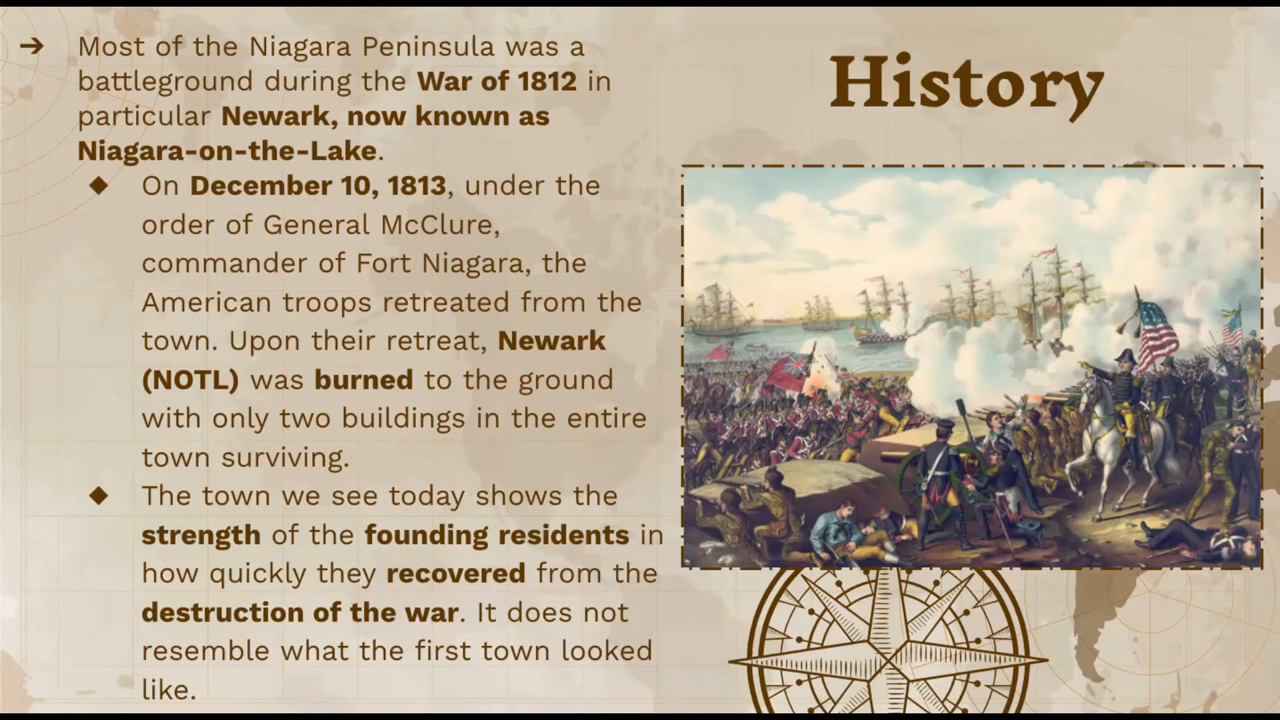 ➔ Most of the Niagara Peninsula was a
battleground during the War of 1812 in
particular Newark, now known as
Niagara-on-the-Lake.
◆ On December 10, 1813, under the
order of General McClure,
commander of Fort Niagara, the
American troops retreated from the
town. Upon their retreat, Newark
(NOTL) was burned to the ground
with only two buildings in the entire
town surviving.
◆ The town we see today shows the
strength of the founding residents in
how quickly they recovered from the
destruction of the war. It does not
resemble what the first town looked
like.
History